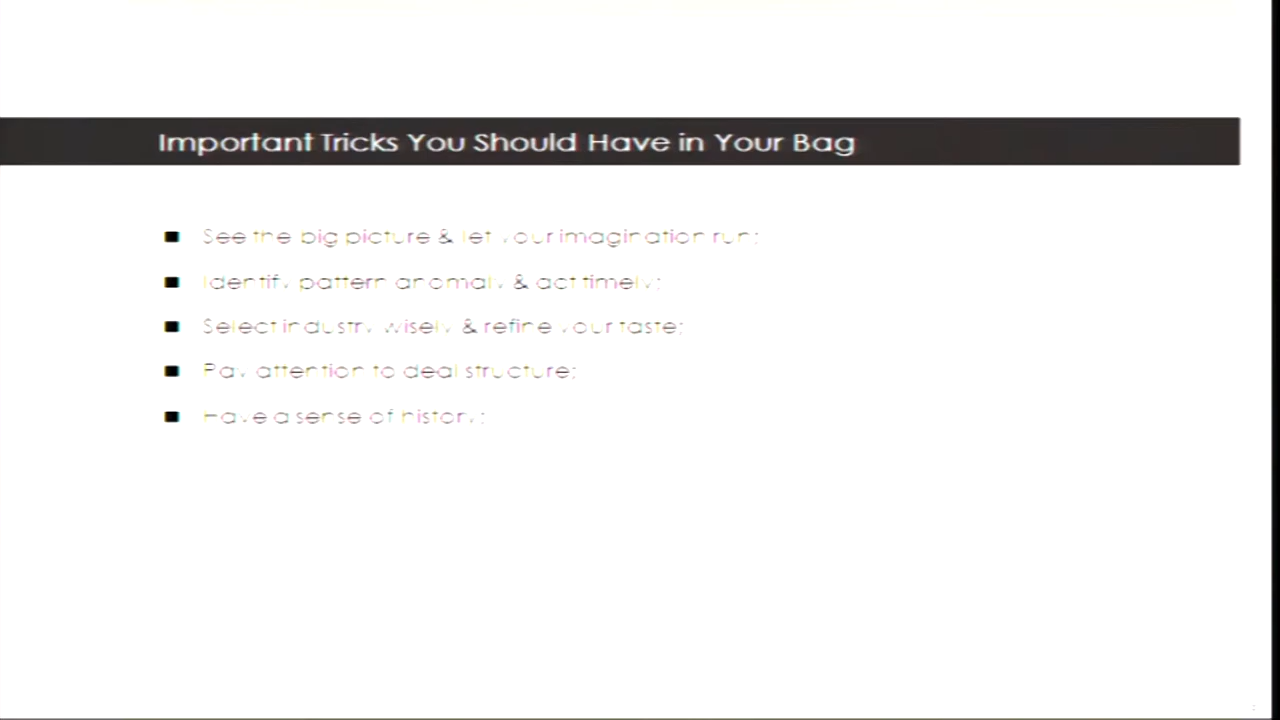 Important Tricks You Should Have in Your Bag
See the big picture & let your imagination run;
Identify pattern anomaly & act timely;
Select industry wisely & refine your taste;
Pay attention to deal structure;
Have a sense of history;